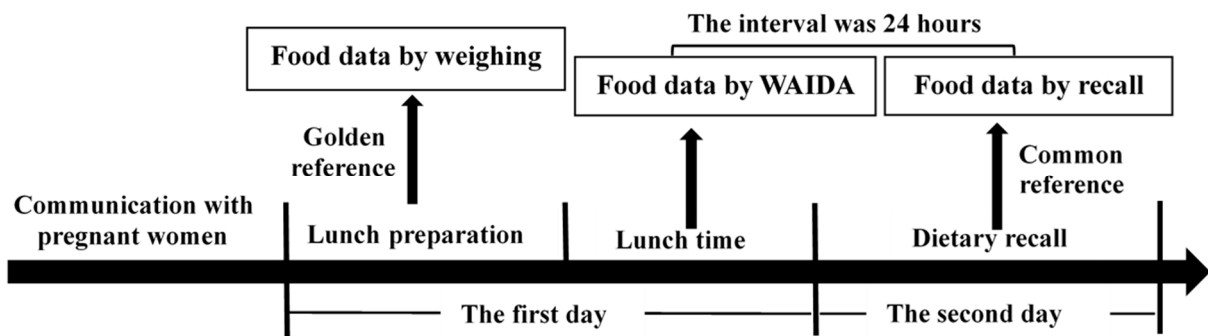 The interval was 24 hours
Food data by weighing
Food data by WAIDA
Food data by recall
Golden
reference
Common
reference
Communication with
pregnant women
Lunch preparation
Lunch time
Dietary recall
The first day
The second day